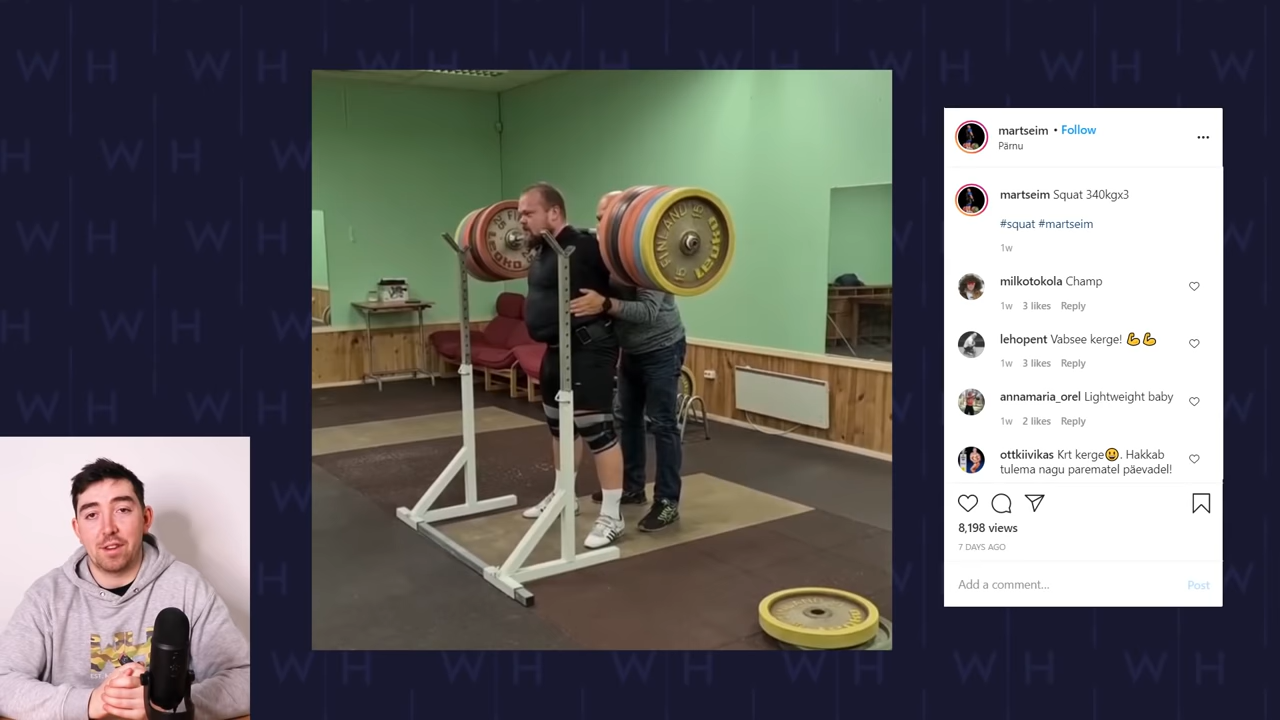 W H W H W H W H W H
FINLAND
martseim • Follow
Pärnu
martseim Squat 340kgx3
#squat #martseim
1w
milkotokola Champ
1w 3 likes Reply
lehopent Vabsee kerge! 💪💪
1w 3 likes Reply
annamaria_orel Lightweight baby
1w 2 likes Reply
ottkiivikas Krt kerge😃. Hakkab
tulema nagu parematel päevadel!
8,198 views
7 DAYS AGO
Add a comment... Post